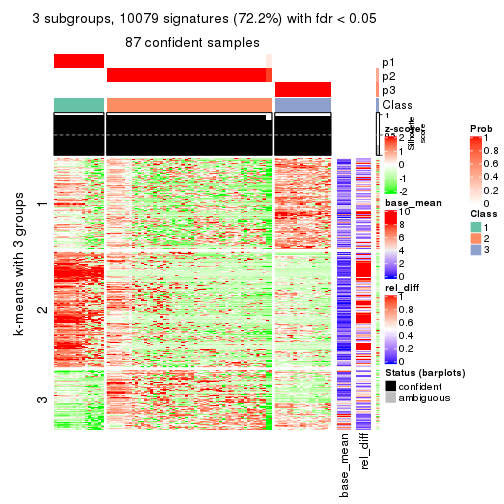 3 subgroups, 10079 signatures (72.2%) with fdr < 0.05
87 confident samples
p1
p2
p3
Class
1
0.5
Silhouette
score
k-means with 3 groups
1
2
3
base_mean
rel_diff
z-score
2
1
0
-1
-2
base_mean
10
8
6
4
2
0
rel_diff
1
0.8
0.6
0.4
0.2
0
Status (barplots)
confident
ambiguous
Prob
1
0.8
0.6
0.4
0.2
0
Class
1
2
3